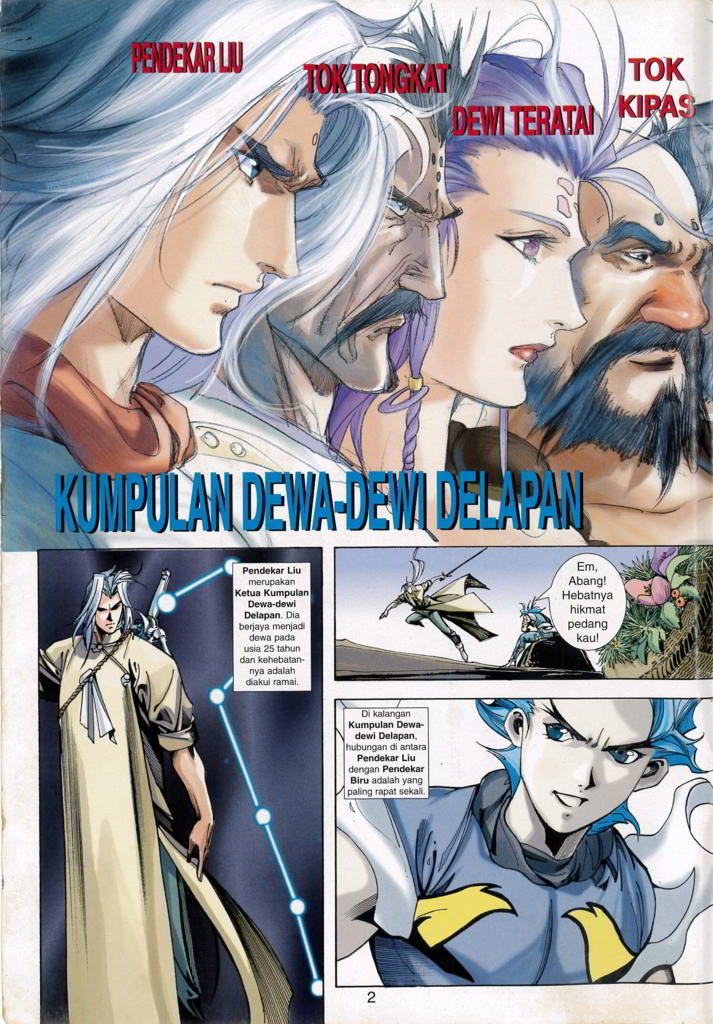 PENDEKAR LIU
TOK TONGKAT
DEWI TERATAI
TOK
KIPAS
KUMPULAN DEWA-DEWI DELAPAN
Pendekar Liu
merupakan
Ketua Kumpulan
Dewa-dewi
Delapan. Dia
berjaya menjadi
dewa pada
usia 25 tahun
dan kehebatan-
nya adalah
diakui ramai.
Em,
Abang!
Hebatnya
hikmat
pedang
kau!
Di kalangan
Kumpulan Dewa-
dewi Delapan,
hubungan di antara
Pendekar Liu
dengan Pendekar
Biru adalah yang
paling rapat sekali.
2